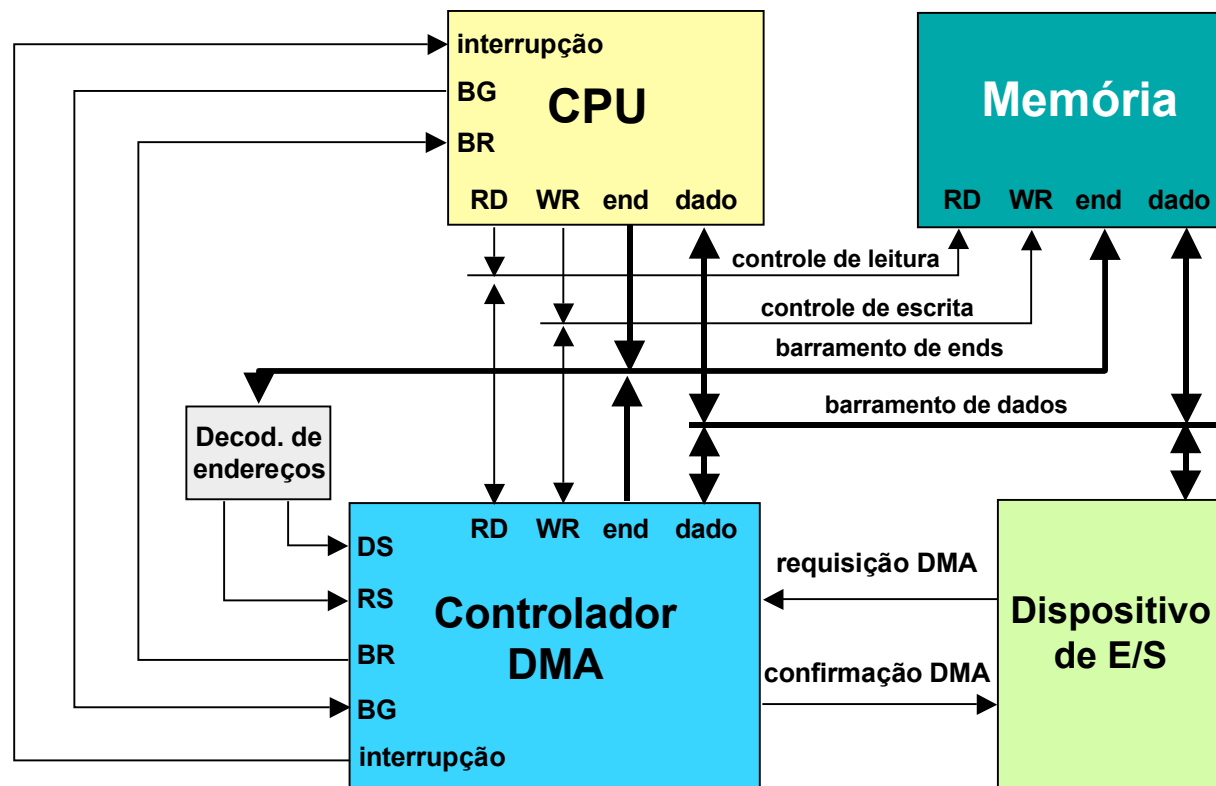 interrupção
BG
CPU
BR
RD WR end dado
Memória
RD WR end dado
controle de leitura
controle de escrita
barramento de ends
barramento de dados
Decod. de
endereços
RD WR end dado
DS
RS
Controlador
DMA
BR
BG
interrupção
requisição DMA
confirmação DMA
Dispositivo
de E/S